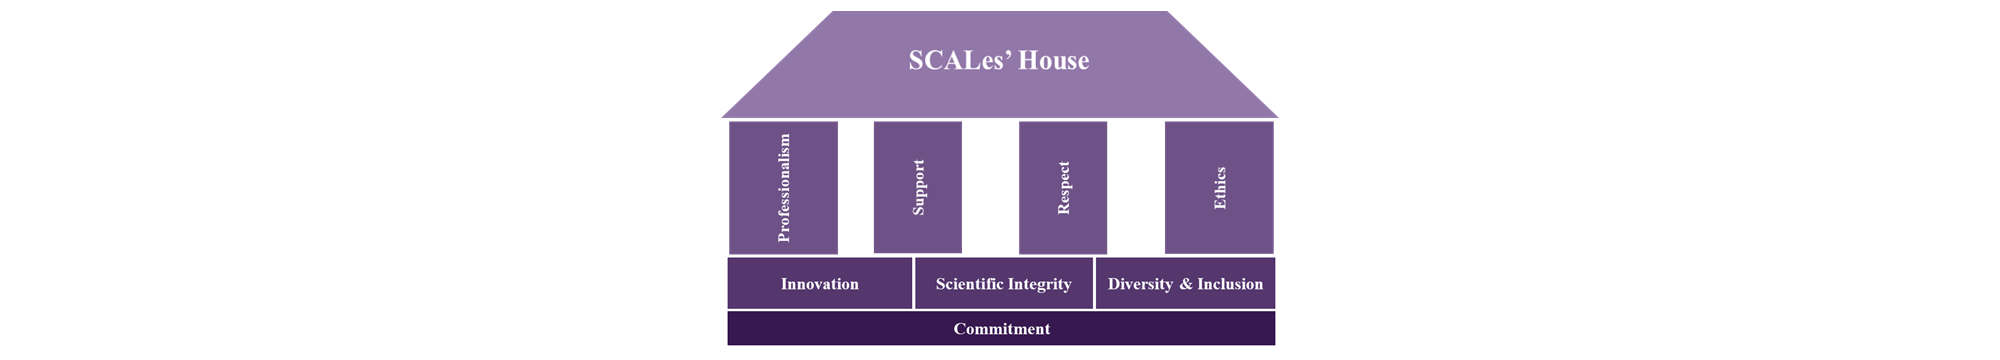 SCALes’ House
Professionalism
Support
Respect
Ethics
Innovation
Scientific Integrity
Diversity & Inclusion
Commitment